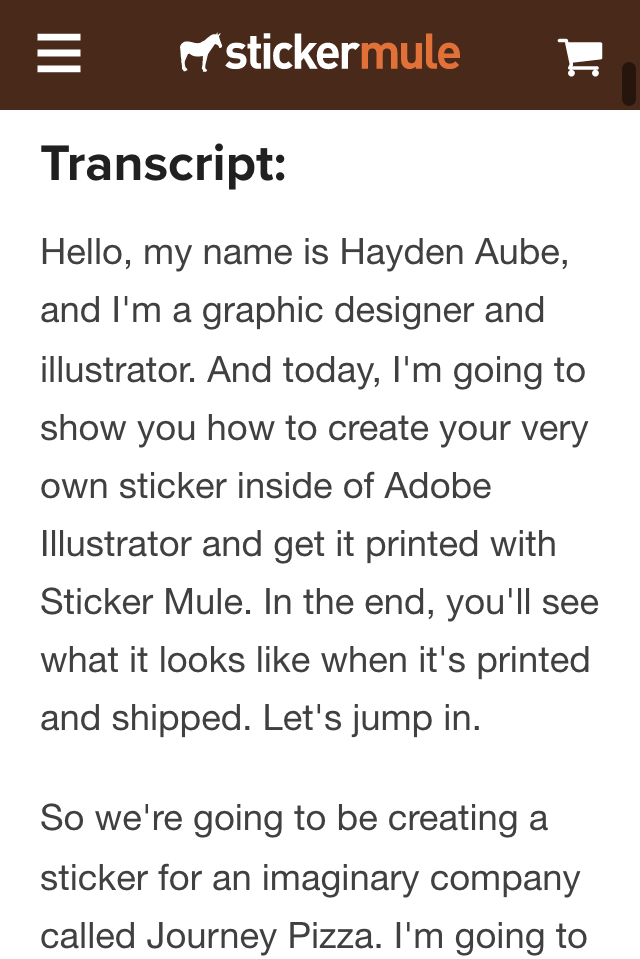 stickermule
Transcript:
Hello, my name is Hayden Aube,
and I'm a graphic designer and
illustrator. And today, I'm going to
show you how to create your very
own sticker inside of Adobe
Illustrator and get it printed with
Sticker Mule. In the end, you'll see
what it looks like when it's printed
and shipped. Let's jump in.
So we're going to be creating a
sticker for an imaginary company
called Journey Pizza. I'm going to